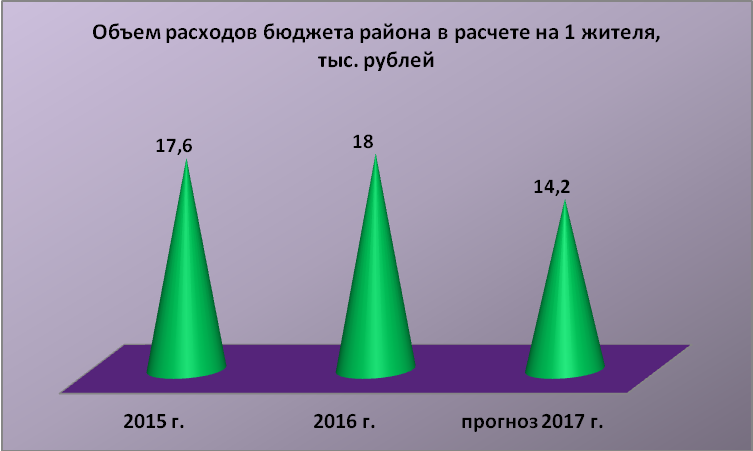 Объем расходов бюджета района в расчете на 1 жителя,
тыс. рублей
17,6
18
14,2
2015 г.
2016 г.
прогноз 2017 г.